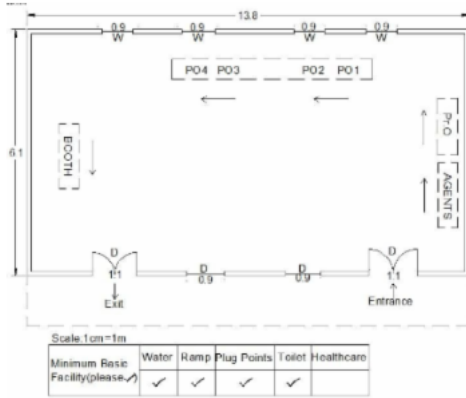 13.8
0.9 0.9 0.9 0.9
W W W W
PO4 PO3 PO2 PO1
6.1
BOOTH
Pr.O
AGENTS
D D D D
1.1 0.9 0.9 1.1
Exit
Entrance
Scale:1cm=1m
Minimum Basic Facility(please✓) Water Ramp Plug Points Toilet Healthcare
✓ ✓ ✓ ✓